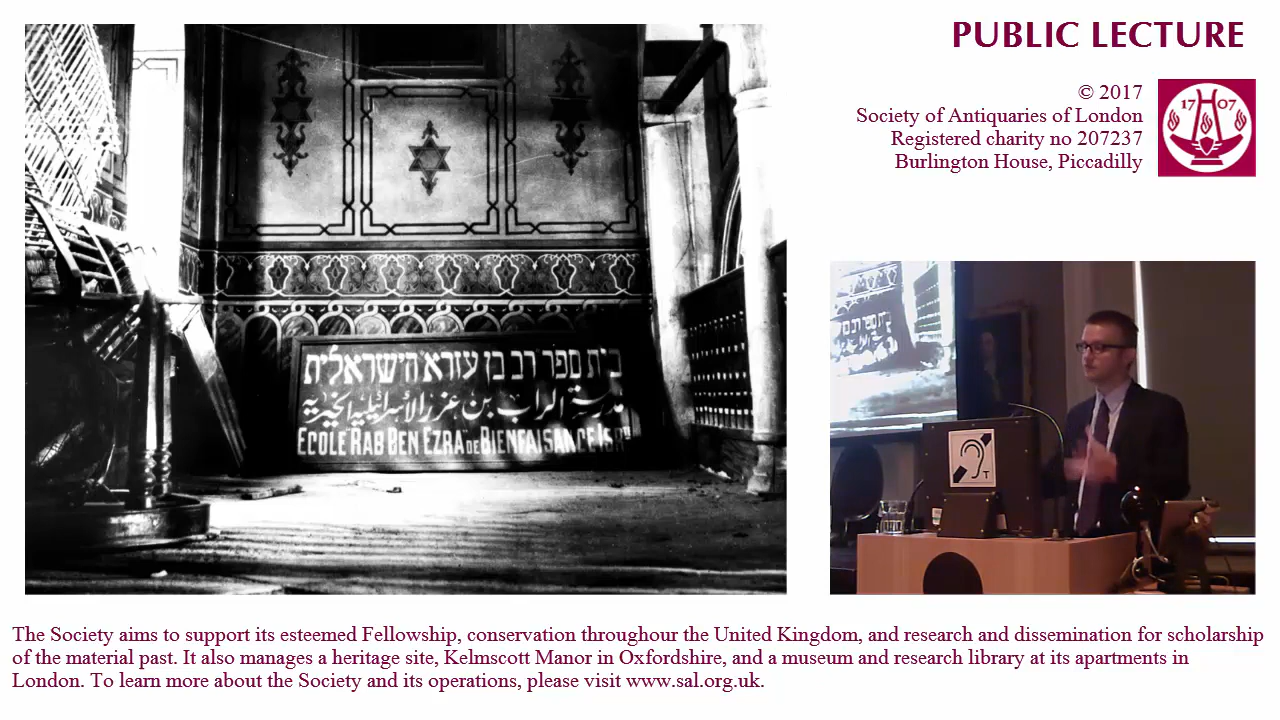 PUBLIC LECTURE
© 2017
Society of Antiquaries of London
Registered charity no 207237
Burlington House, Piccadilly
1707
בית ספר רב בן עזרא הישראלית
مدرسة الراب بن عزرا الاسرائيلية الخيرية
ECOLE RAB BEN EZRA DE BIENFAISANCE ISR
T
The Society aims to support its esteemed Fellowship, conservation throughour the United Kingdom, and research and dissemination for scholarship
of the material past. It also manages a heritage site, Kelmscott Manor in Oxfordshire, and a museum and research library at its apartments in
London. To learn more about the Society and its operations, please visit www.sal.org.uk.